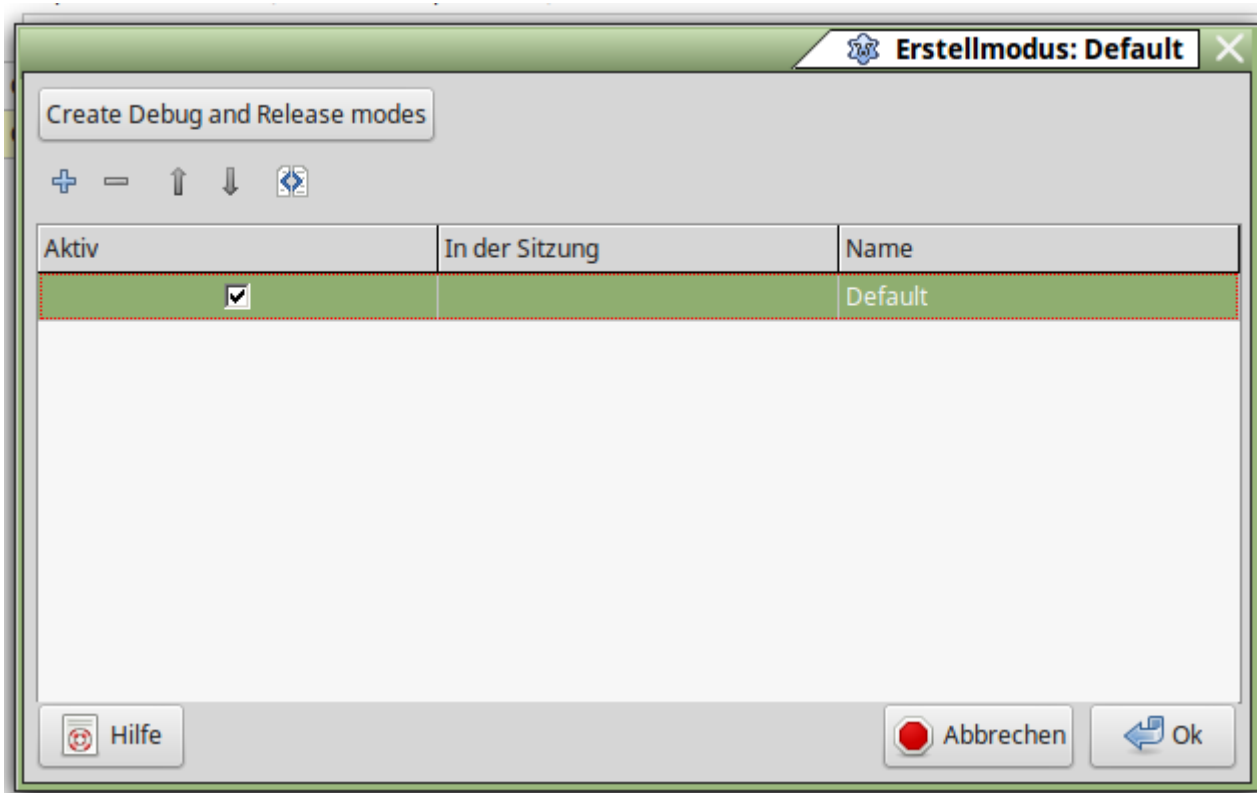 Erstellmodus: Default
Create Debug and Release modes
Aktiv In der Sitzung Name
Default
Hilfe Abbrechen Ok